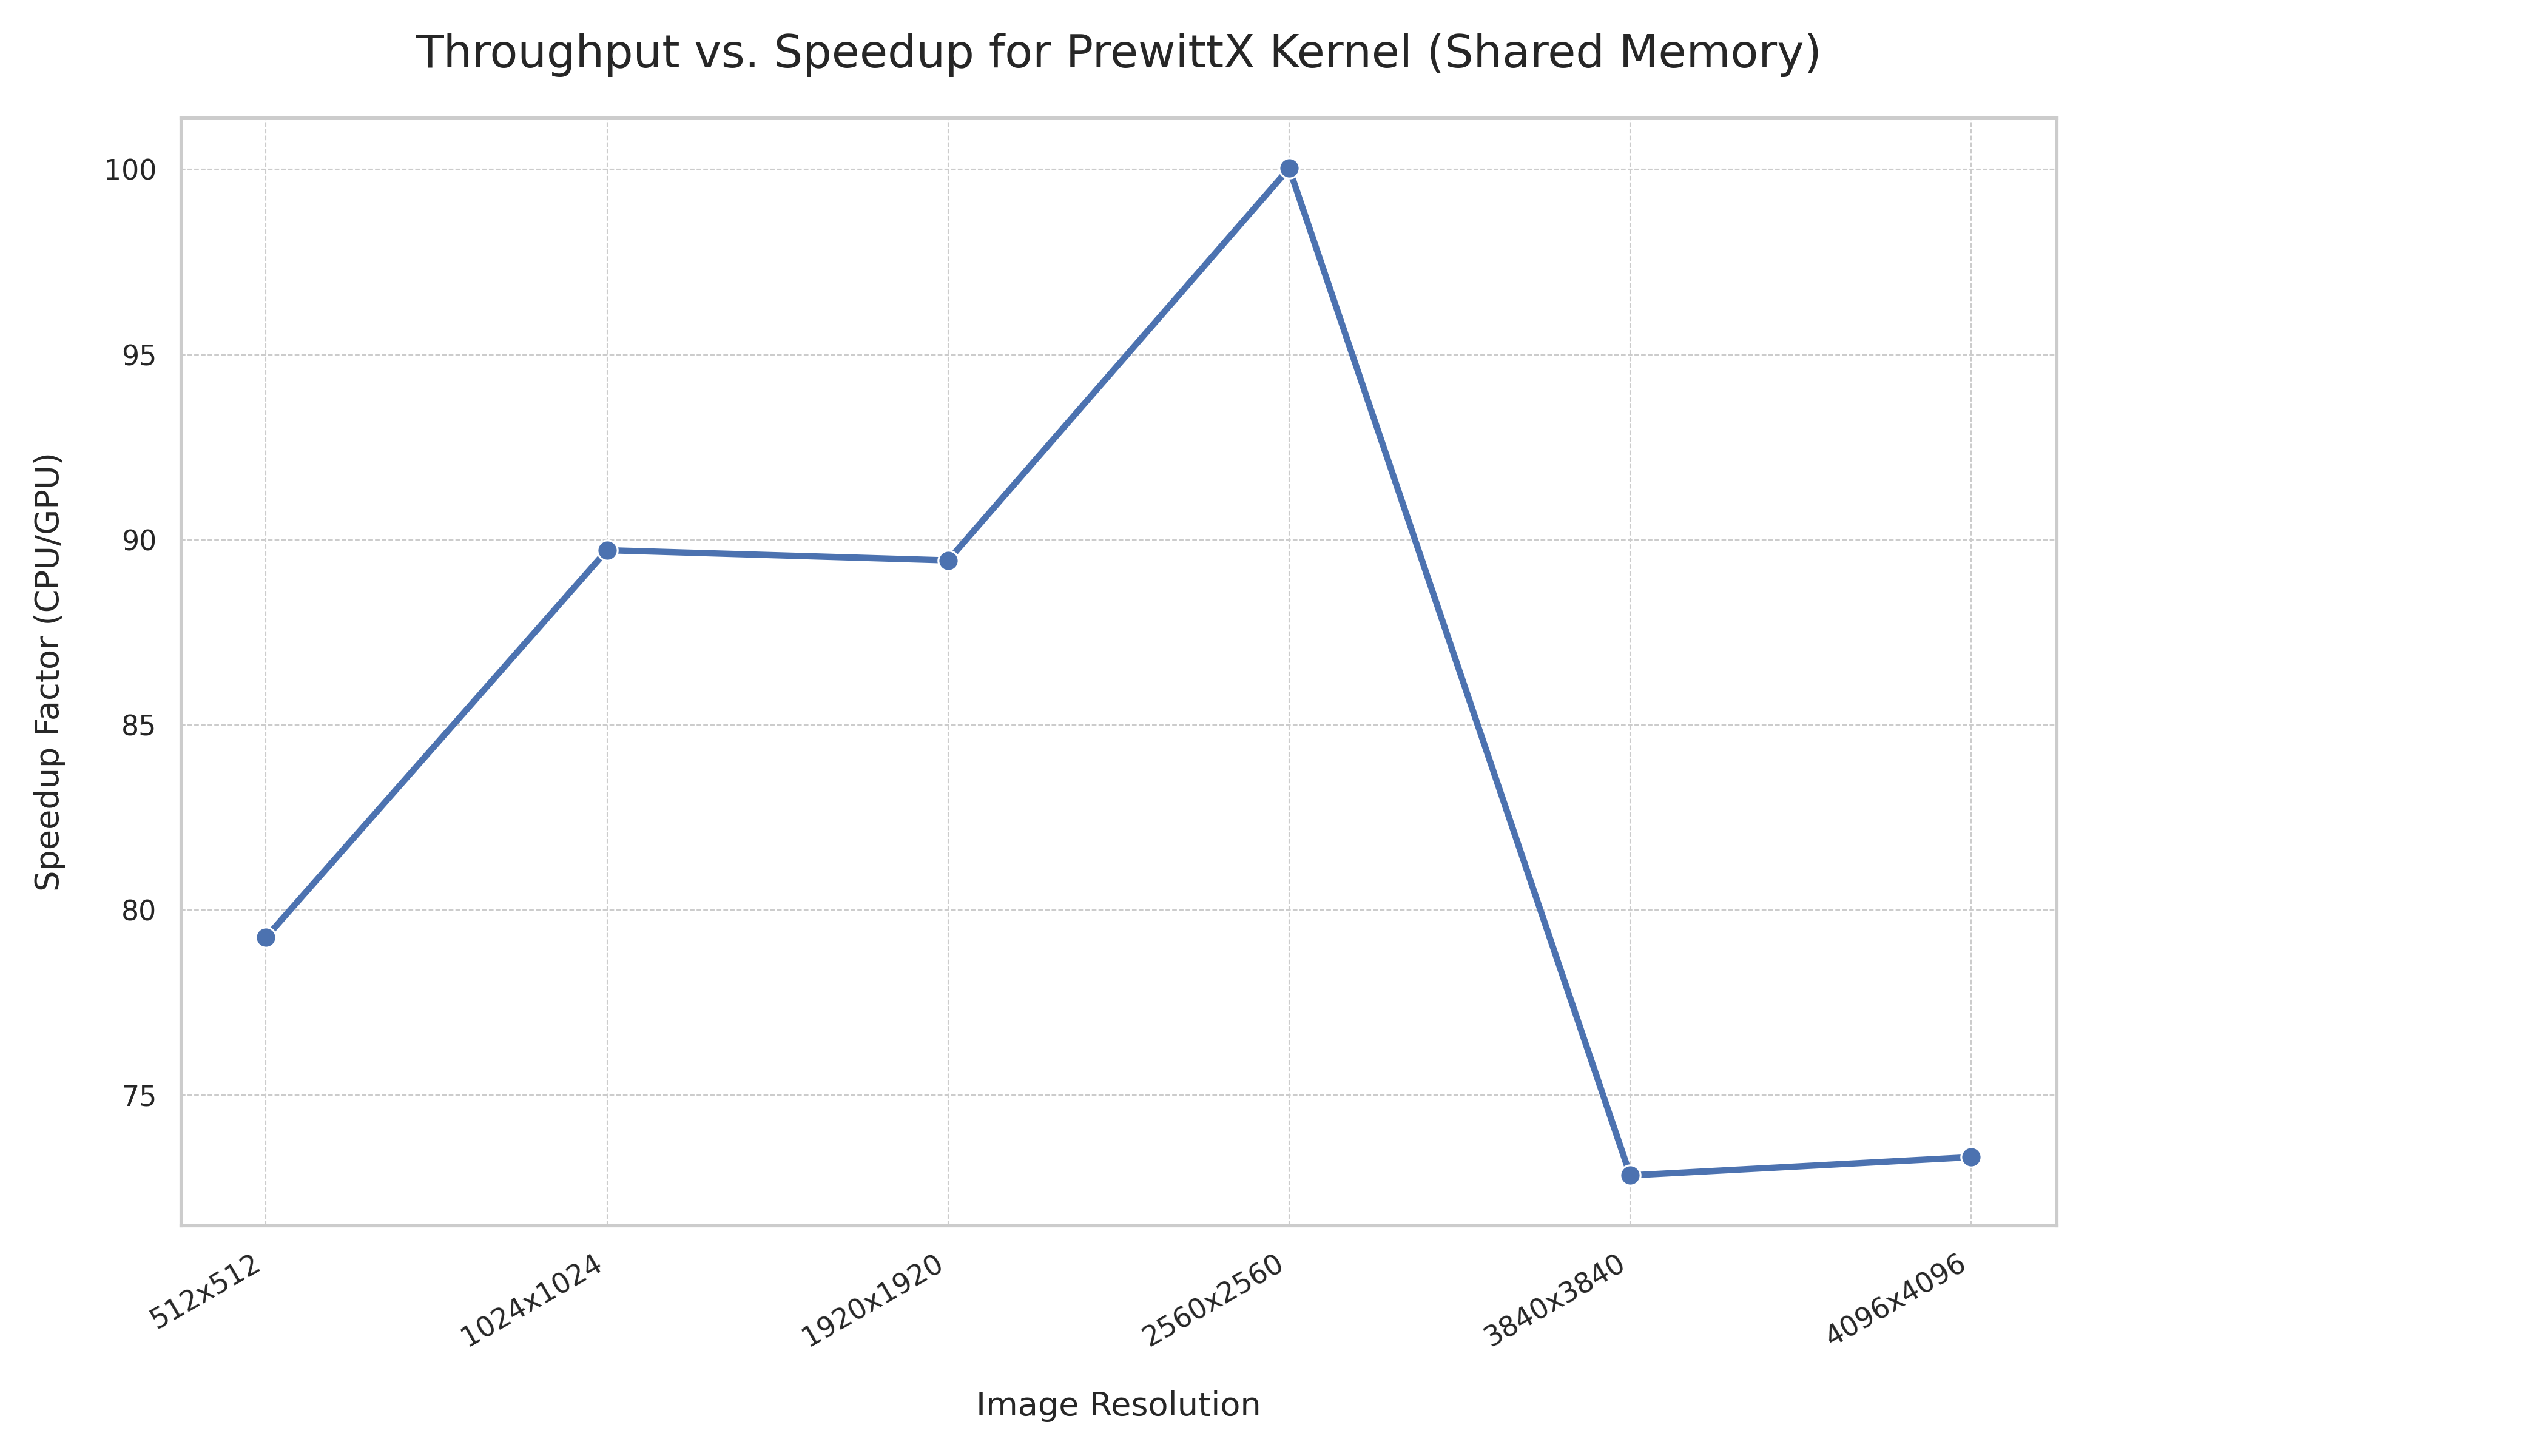 Throughput vs. Speedup for PrewittX Kernel (Shared Memory)
Speedup Factor (CPU/GPU)
100
95
90
85
80
75
512x512
1024x1024
1920x1920
2560x2560
3840x3840
4096x4096
Image Resolution